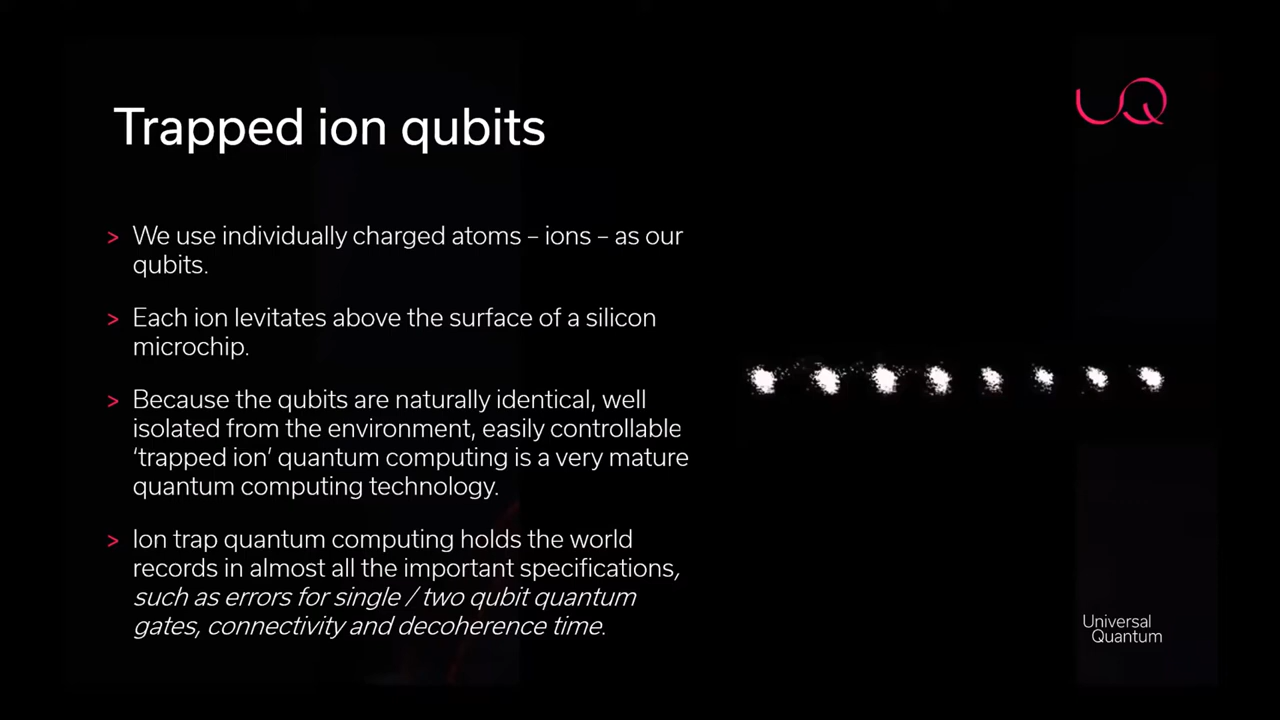 UQ
Trapped ion qubits
> We use individually charged atoms – ions – as our
qubits.
> Each ion levitates above the surface of a silicon
microchip.
> Because the qubits are naturally identical, well
isolated from the environment, easily controllable
‘trapped ion’ quantum computing is a very mature
quantum computing technology.
> Ion trap quantum computing holds the world
records in almost all the important specifications,
such as errors for single / two qubit quantum
gates, connectivity and decoherence time.
Universal
Quantum